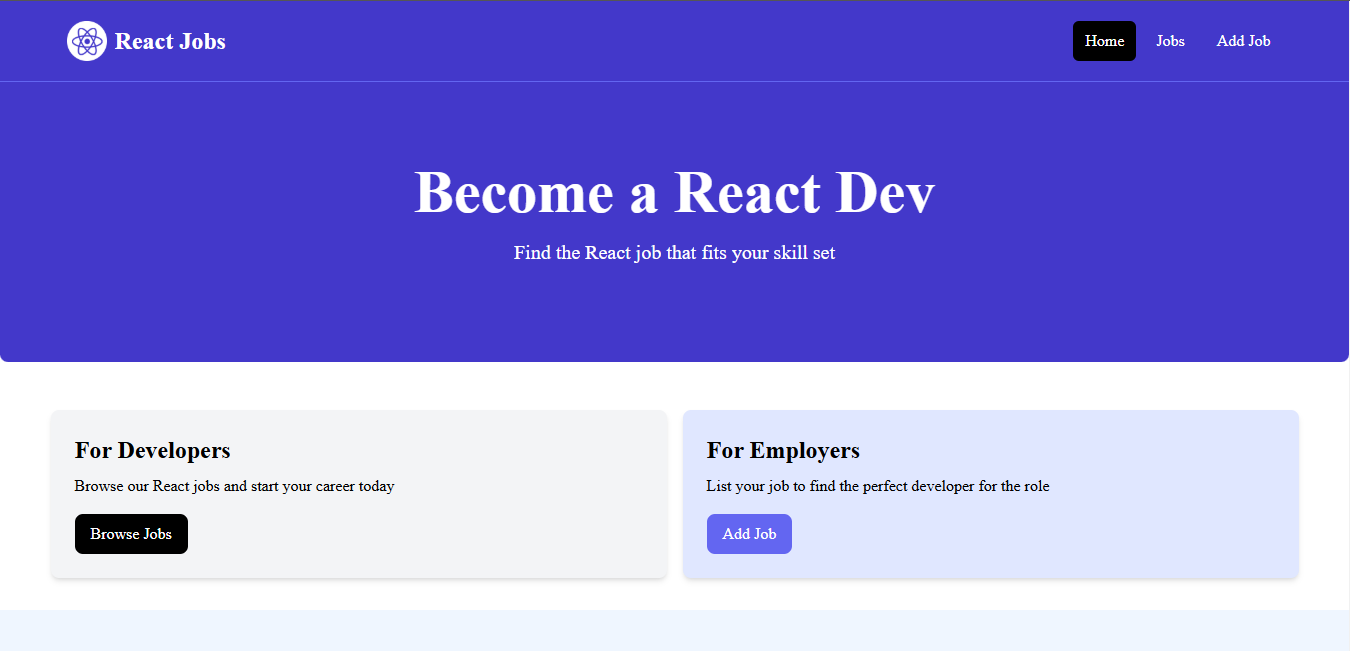 React Jobs
Home Jobs Add Job
Become a React Dev
Find the React job that fits your skill set
For Developers
Browse our React jobs and start your career today
Browse Jobs
For Employers
List your job to find the perfect developer for the role
Add Job